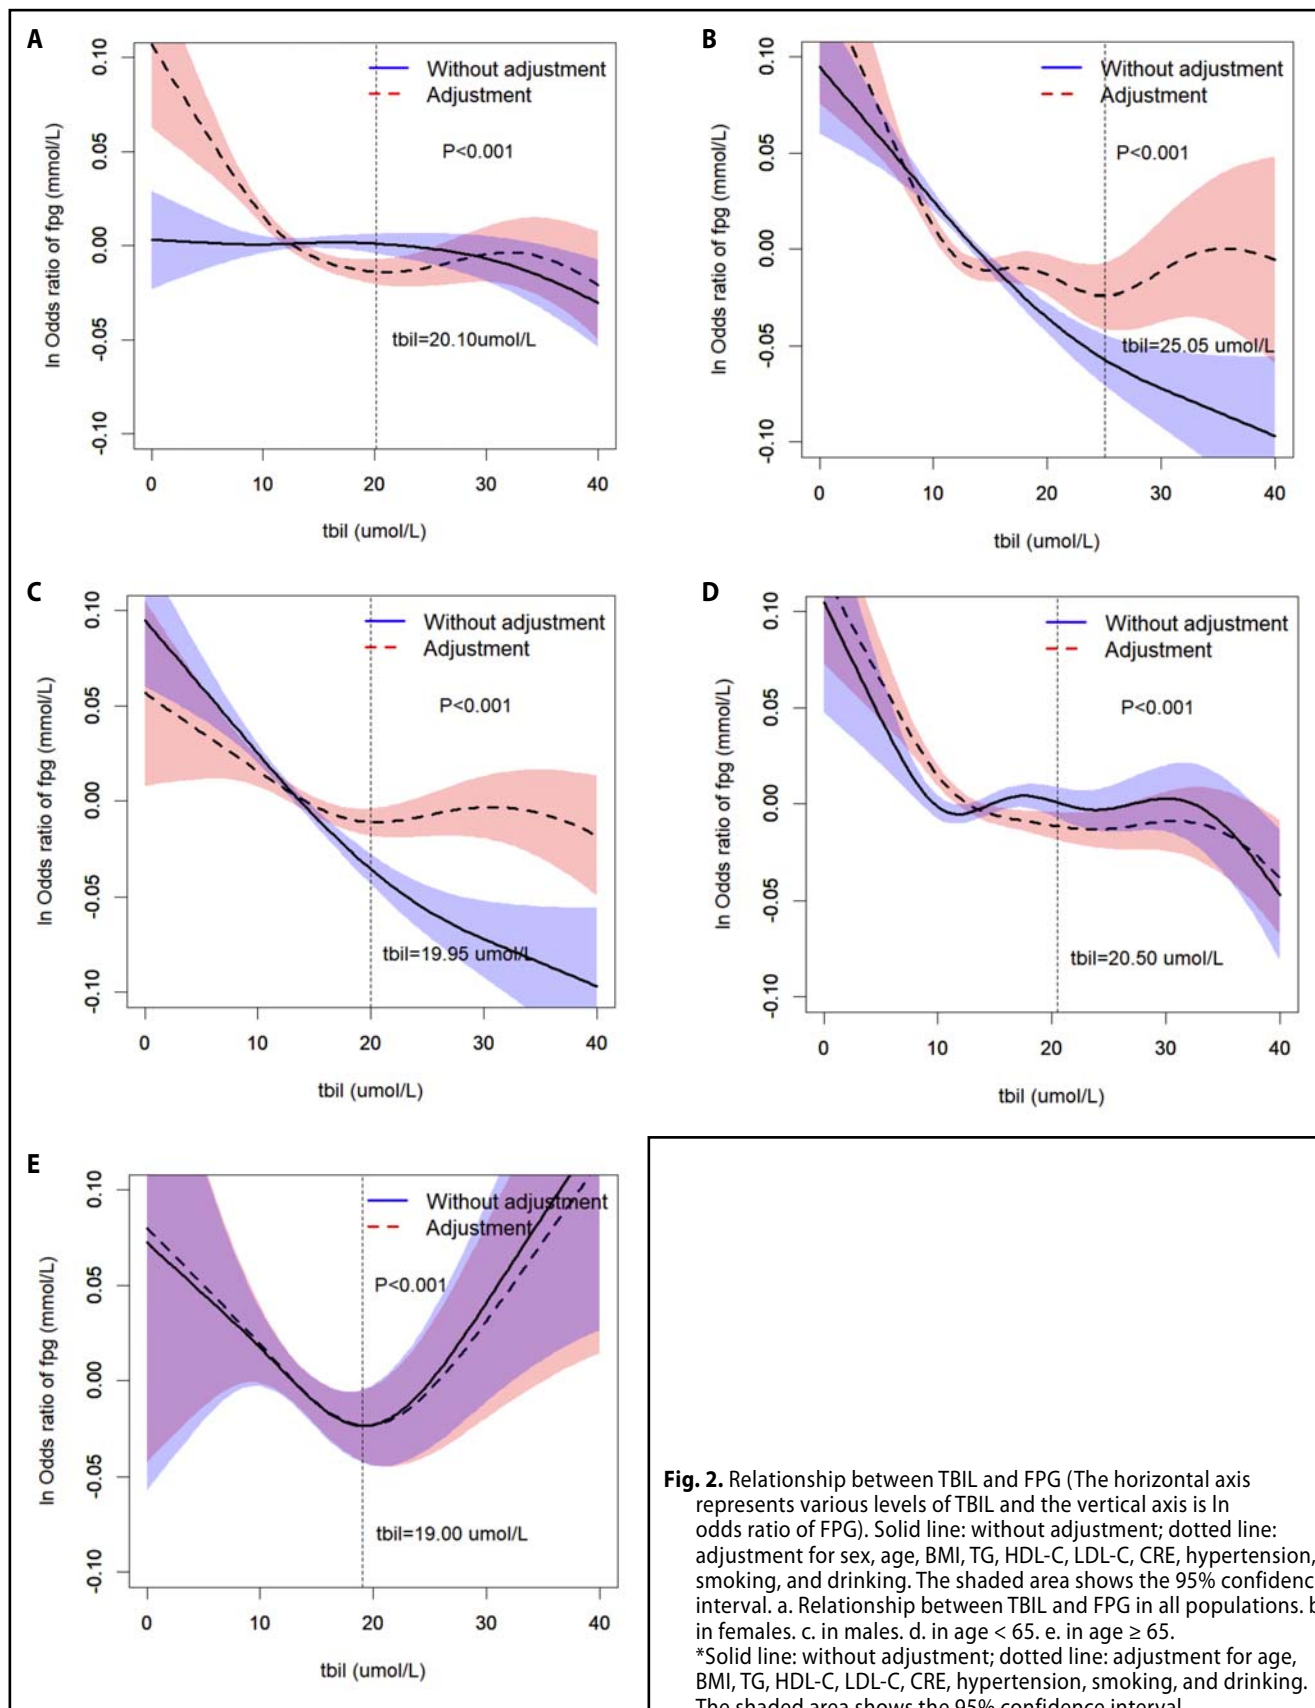 A
Without adjustment
Adjustment
P<0.001
tbil=20.10umol/L
ln Odds ratio of fpg (mmol/L)
0.10
0.05
0.00
-0.05
-0.10
0 10 20 30 40
tbil (umol/L)
B
Without adjustment
Adjustment
P<0.001
tbil=25.05 umol/L
ln Odds ratio of fpg (mmol/L)
0.10
0.05
0.00
-0.05
-0.10
0 10 20 30 40
tbil (umol/L)
C
Without adjustment
Adjustment
P<0.001
tbil=19.95 umol/L
ln Odds ratio of fpg (mmol/L)
0.10
0.05
0.00
-0.05
-0.10
0 10 20 30 40
tbil (umol/L)
D
Without adjustment
Adjustment
P<0.001
tbil=20.50 umol/L
ln Odds ratio of fpg (mmol/L)
0.10
0.05
0.00
-0.05
-0.10
0 10 20 30 40
tbil (umol/L)
E
Without adjustment
Adjustment
P<0.001
tbil=19.00 umol/L
ln Odds ratio of fpg (mmol/L)
0.10
0.05
0.00
-0.05
-0.10
0 10 20 30 40
tbil (umol/L)
Fig. 2. Relationship between TBIL and FPG (The horizontal axis
represents various levels of TBIL and the vertical axis is ln
odds ratio of FPG). Solid line: without adjustment; dotted line:
adjustment for sex, age, BMI, TG, HDL-C, LDL-C, CRE, hypertension,
smoking, and drinking. The shaded area shows the 95% confidenc
interval. a. Relationship between TBIL and FPG in all populations.
in females. c. in males. d. in age < 65. e. in age ≥ 65.
*Solid line: without adjustment; dotted line: adjustment for age,
BMI, TG, HDL-C, LDL-C, CRE, hypertension, smoking, and drinking.
The shaded area shows the 95% confidence interval